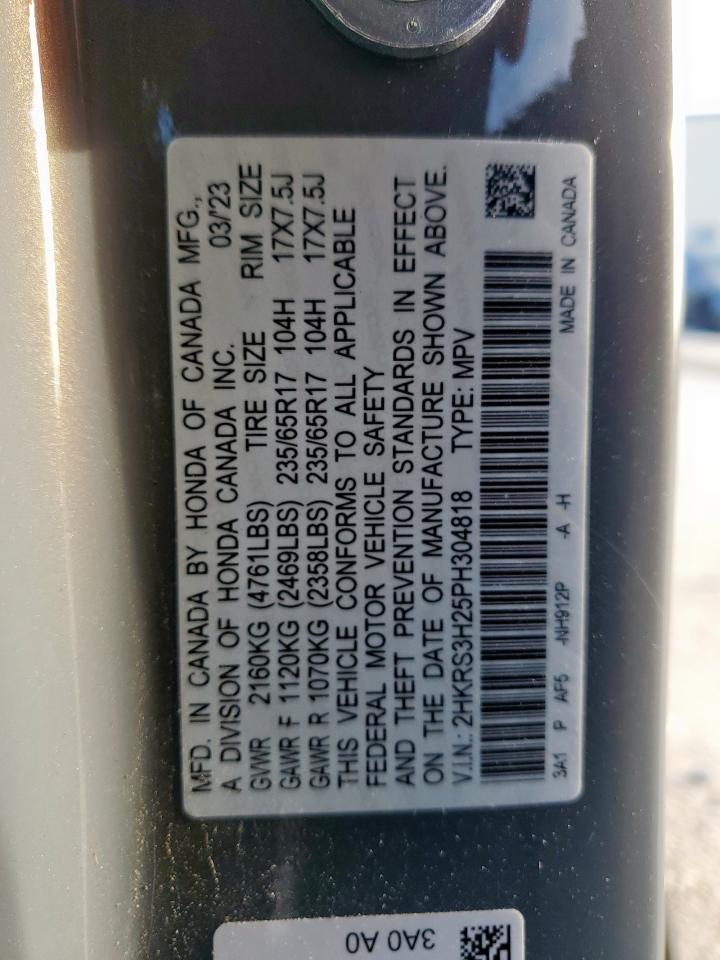 MFD. IN CANADA BY HONDA OF CANADA MFG.,
A DIVISION OF HONDA CANADA INC. 03/'23
GVWR 2160KG (4761LBS) TIRE SIZE RIM SIZE
GAWR F 1120KG (2469LBS) 235/65R17 104H 17X7.5J
GAWR R 1070KG (2358LBS) 235/65R17 104H 17X7.5J
THIS VEHICLE CONFORMS TO ALL APPLICABLE
FEDERAL MOTOR VEHICLE SAFETY
AND THEFT PREVENTION STANDARDS IN EFFECT
ON THE DATE OF MANUFACTURE SHOWN ABOVE.
V.I.N.: 2HKRS3H25PH304818 TYPE: MPV
3A1 P AF5 -NH912P -A -H MADE IN CANADA
3A0 A0